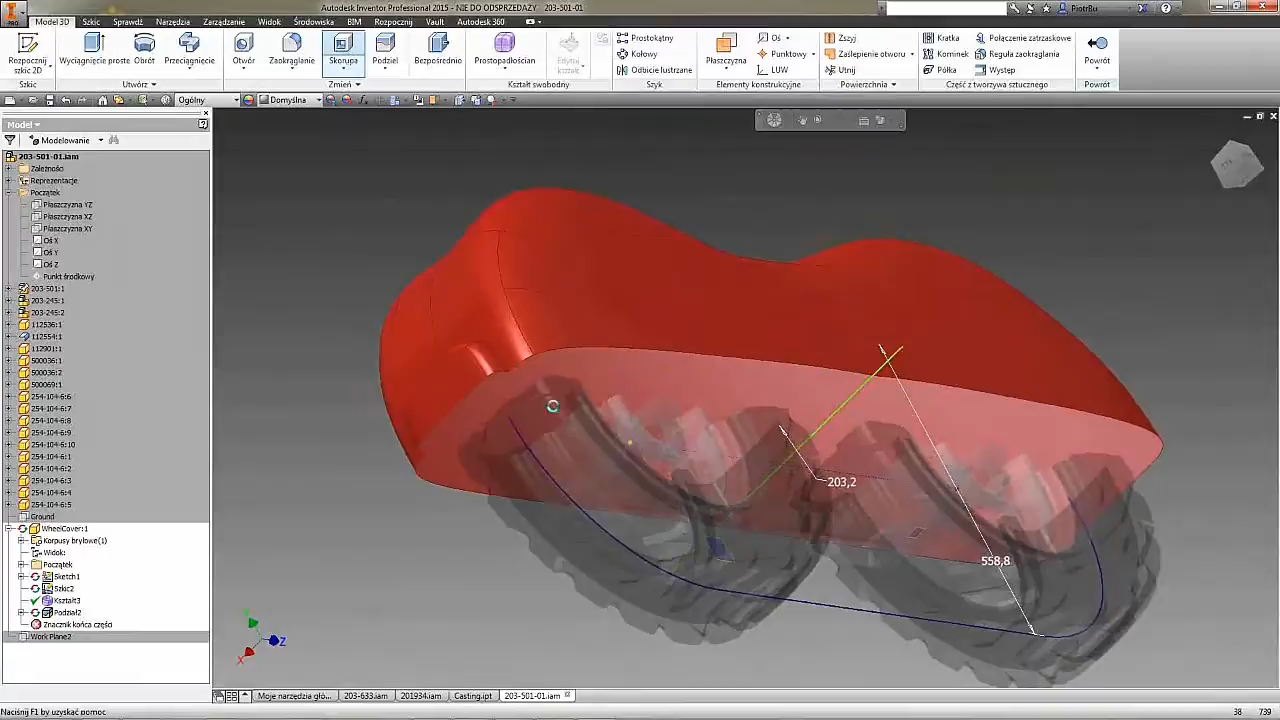 Autodesk Inventor Professional 2015 - NIE DO ODSPRZEDAŻY 203-501-01
PiotrBu
PRO
Model 3D Szkic Sprawdź Narzędzia Zarządzanie Widok Środowiska BIM Rozpocznij Vault Autodesk 360
Rozpocznij szkic 2D
Wyciągnięcie proste
Obrót
Przeciągnięcie
Otwór
Zaokrąglanie
Skorupa
Podziel
Bezpośrednio
Prostopadłościan
Edytuj kształt
Prostokątny
Kołowy
Odbicie lustrzane
Płaszczyzna
Oś
Punktowy
LUW
Zszyj
Zaślepienie otworu
Utnij
Kratka
Kominek
Półka
Połączenie zatrzaskowe
Reguła zaokrąglania
Występ
Powrót
Szkic Utwórz Zmień Kształt swobodny Szyk Elementy konstrukcyjne Powierzchnia Część z tworzywa sztucznego Powrót
Ogólny Domyślna
Model
Modelowanie
203-501-01.iam
Zależności
Reprezentacje
Początek
Płaszczyzna YZ
Płaszczyzna XZ
Płaszczyzna XY
Oś X
Oś Y
Oś Z
Punkt środkowy
203-501:1
203-245:1
203-245:2
112536:1
112554:1
112901:1
500036:1
500036:2
500069:1
254-104-6:6
254-104-6:7
254-104-6:8
254-104-6:9
254-104-6:10
254-104-6:1
254-104-6:2
254-104-6:3
254-104-6:4
254-104-6:5
Ground
WheelCover:1
Korpusy bryłowe(1)
Widok:
Początek
Sketch1
Szkic2
Kształt3
Podział2
Znacznik końca części
Work Plane2
203,2
558,8
Y
Z
X
Moje narzędzia głó... 203-633.iam 201934.iam Casting.ipt 203-501-01.iam
Naciśnij F1 by uzyskać pomoc 38 739